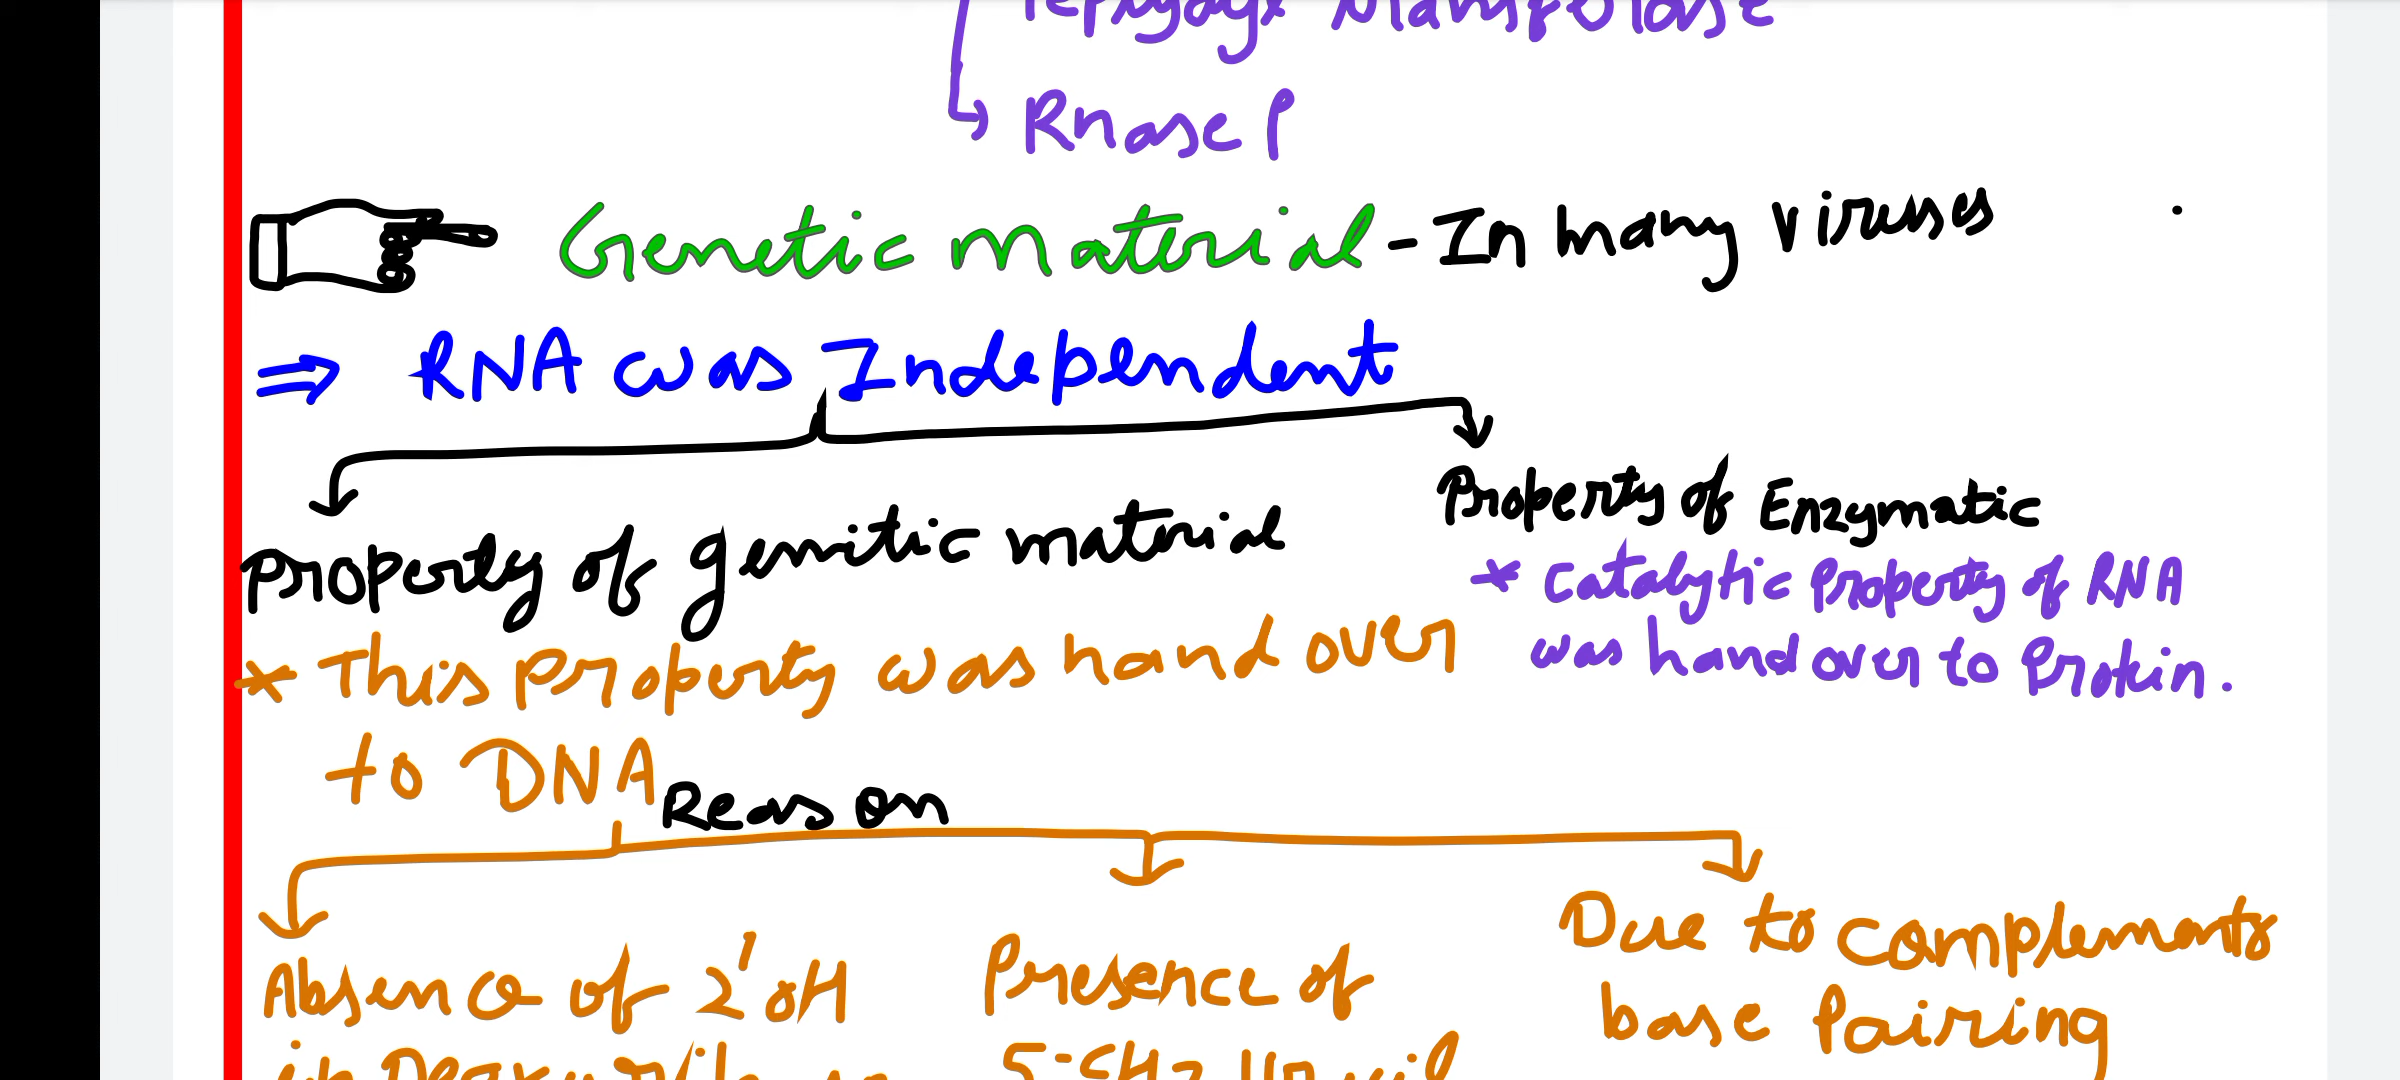 Rnase P
Genetic material - In many viruses
⇒ RNA was Independent
Property of genitic material
Property of Enzymatic
* Catalytic Property of RNA
was hand over to Protein.
* This property was hand over
to DNA
Reason
Absence of 2'OH
Presence of
Due to complements
base Pairing